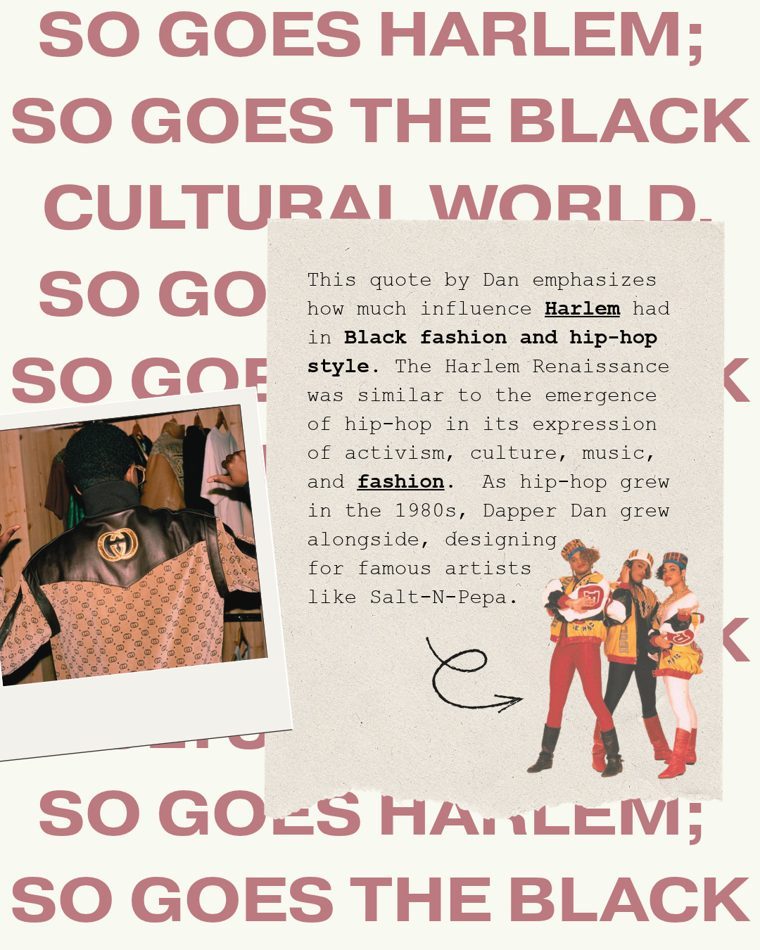 SO GOES HARLEM;
SO GOES THE BLACK
CULTURAL WORLD.
SO GO
SO GOE K
This quote by Dan emphasizes
how much influence Harlem had
in Black fashion and hip-hop
style. The Harlem Renaissance
was similar to the emergence
of hip-hop in its expression
of activism, culture, music,
and fashion. As hip-hop grew
in the 1980s, Dapper Dan grew
alongside, designing
for famous artists
like Salt-N-Pepa.
K
SO GOES HARLEM;
SO GOES THE BLACK